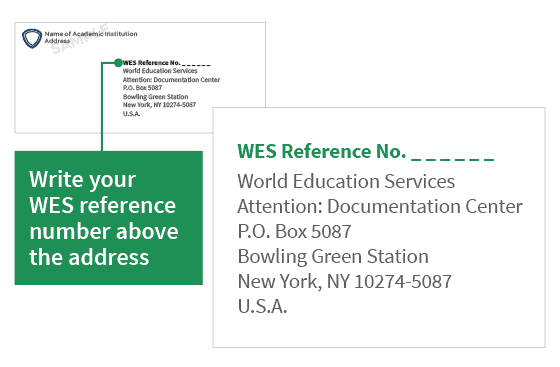 Name of Academic Institution
Address
SAMPLE
WES Reference No. _ _ _ _ _ _
World Education Services
Attention: Documentation Center
P.O. Box 5087
Bowling Green Station
New York, NY 10274-5087
U.S.A.
Write your
WES reference
number above
the address
WES Reference No. _ _ _ _ _ _
World Education Services
Attention: Documentation Center
P.O. Box 5087
Bowling Green Station
New York, NY 10274-5087
U.S.A.